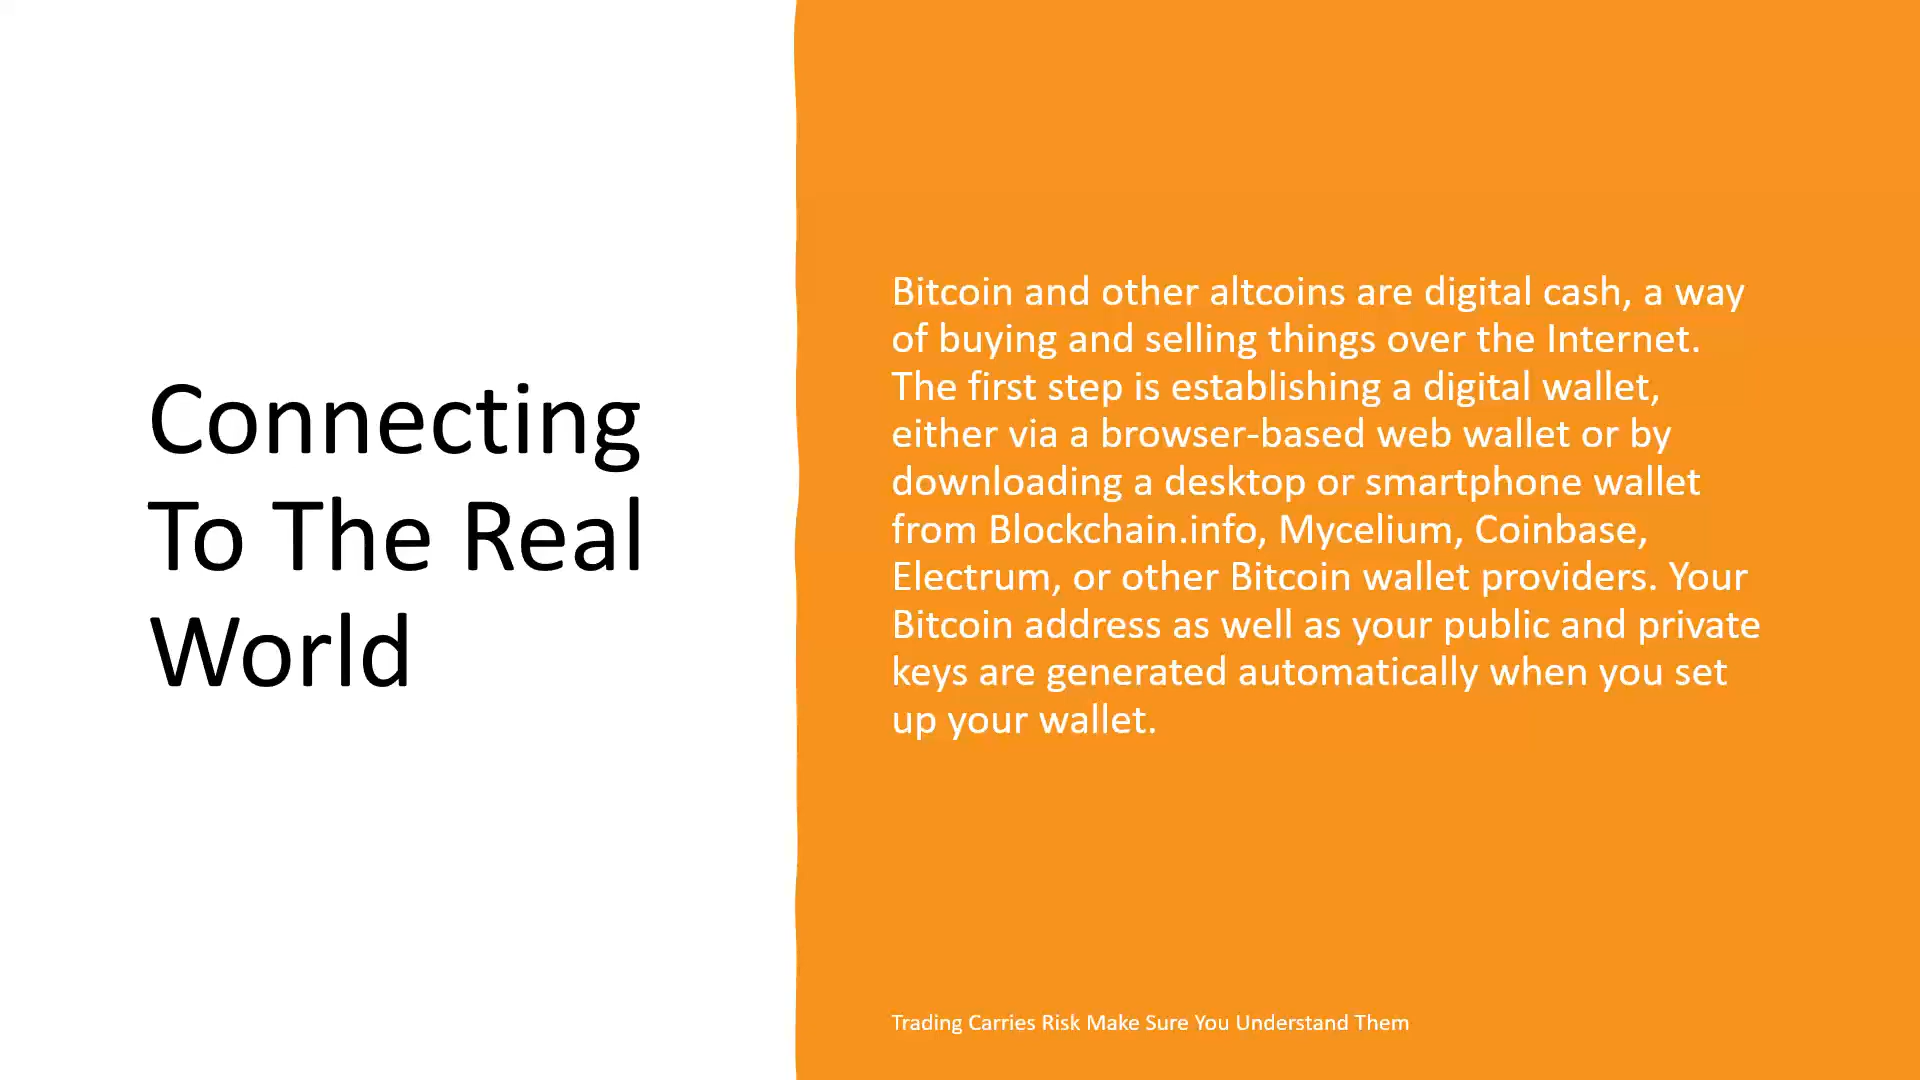 Connecting
To The Real
World
Bitcoin and other altcoins are digital cash, a way
of buying and selling things over the Internet.
The first step is establishing a digital wallet,
either via a browser-based web wallet or by
downloading a desktop or smartphone wallet
from Blockchain.info, Mycelium, Coinbase,
Electrum, or other Bitcoin wallet providers. Your
Bitcoin address as well as your public and private
keys are generated automatically when you set
up your wallet.
Trading Carries Risk Make Sure You Understand Them